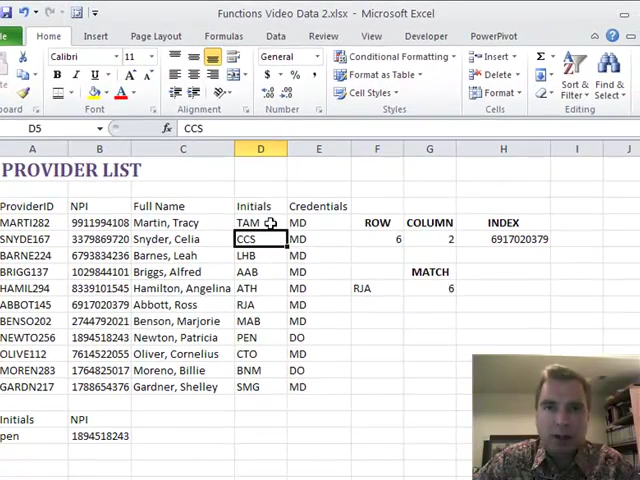 Functions Video Data 2.xlsx - Microsoft Excel
Home Insert Page Layout Formulas Data Review View Developer Acrobat
Calibri 11 General Conditional Formatting Insert Σ
B I U $ % , Format as Table Delete Sort & Find &
A Cell Styles Format Filter Select
Clipboard Font Alignment Number Styles Cells Editing
D5 fx CCS
A B C D E F G H I J
PROVIDER LIST
ProviderID NPI Full Name Initials Credentials
MARTI282 9911994108 Martin, Tracy TAM MD ROW COLUMN INDEX
SNYDE167 3379869720 Snyder, Celia CCS MD 6 2 6917020379
BARNE224 6793834236 Barnes, Leah LHB MD
BRIGG137 1029844101 Briggs, Alfred AAB MD MATCH
HAMIL294 8339101545 Hamilton, Angelina ATH MD RJA 6
ABBOT145 6917020379 Abbott, Ross RJA MD
BENSO202 2744792021 Benson, Marjorie MAB MD
NEWTO256 1894518243 Newton, Patricia PEN DO
OLIVE112 7614522055 Oliver, Cornelius CTO MD
MOREN283 1764825017 Moreno, Billie BNM DO
GARDN217 1788654376 Gardner, Shelley SMG MD
Initials NPI
pen 1894518243